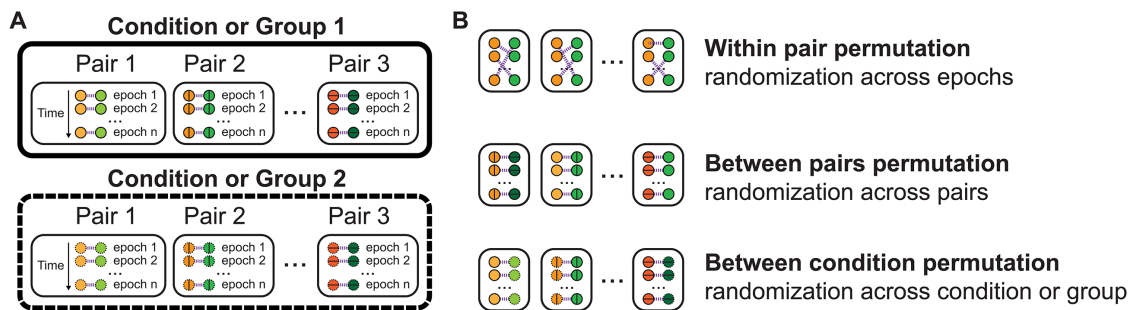 A
Condition or Group 1
Pair 1 Pair 2 Pair 3
Time epoch 1 epoch 1 epoch 1
epoch 2 epoch 2 epoch 2
... ... ... ...
epoch n epoch n epoch n
Condition or Group 2
Pair 1 Pair 2 Pair 3
Time epoch 1 epoch 1 epoch 1
epoch 2 epoch 2 epoch 2
... ... ... ...
epoch n epoch n epoch n
B
... Within pair permutation
randomization across epochs
... Between pairs permutation
randomization across pairs
... Between condition permutation
randomization across condition or group